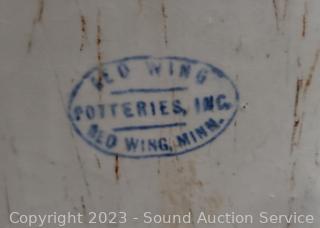 RED WING
POTTERIES, INC.
RED WING, MINN.
Copyright 2023 - Sound Auction Service